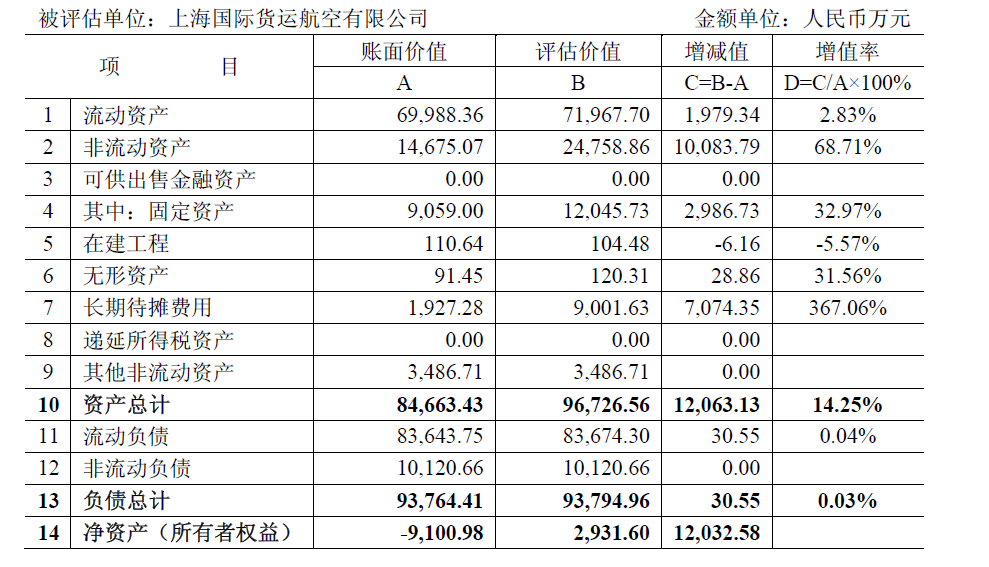 被评估单位：上海国际货运航空有限公司 金额单位：人民币万元
项 目 账面价值 评估价值 增减值 增值率
A B C=B-A D=C/A×100%
1 流动资产 69,988.36 71,967.70 1,979.34 2.83%
2 非流动资产 14,675.07 24,758.86 10,083.79 68.71%
3 可供出售金融资产 0.00 0.00 0.00
4 其中：固定资产 9,059.00 12,045.73 2,986.73 32.97%
5 在建工程 110.64 104.48 -6.16 -5.57%
6 无形资产 91.45 120.31 28.86 31.56%
7 长期待摊费用 1,927.28 9,001.63 7,074.35 367.06%
8 递延所得税资产 0.00 0.00 0.00
9 其他非流动资产 3,486.71 3,486.71 0.00
10 资产总计 84,663.43 96,726.56 12,063.13 14.25%
11 流动负债 83,643.75 83,674.30 30.55 0.04%
12 非流动负债 10,120.66 10,120.66 0.00
13 负债总计 93,764.41 93,794.96 30.55 0.03%
14 净资产（所有者权益） -9,100.98 2,931.60 12,032.58